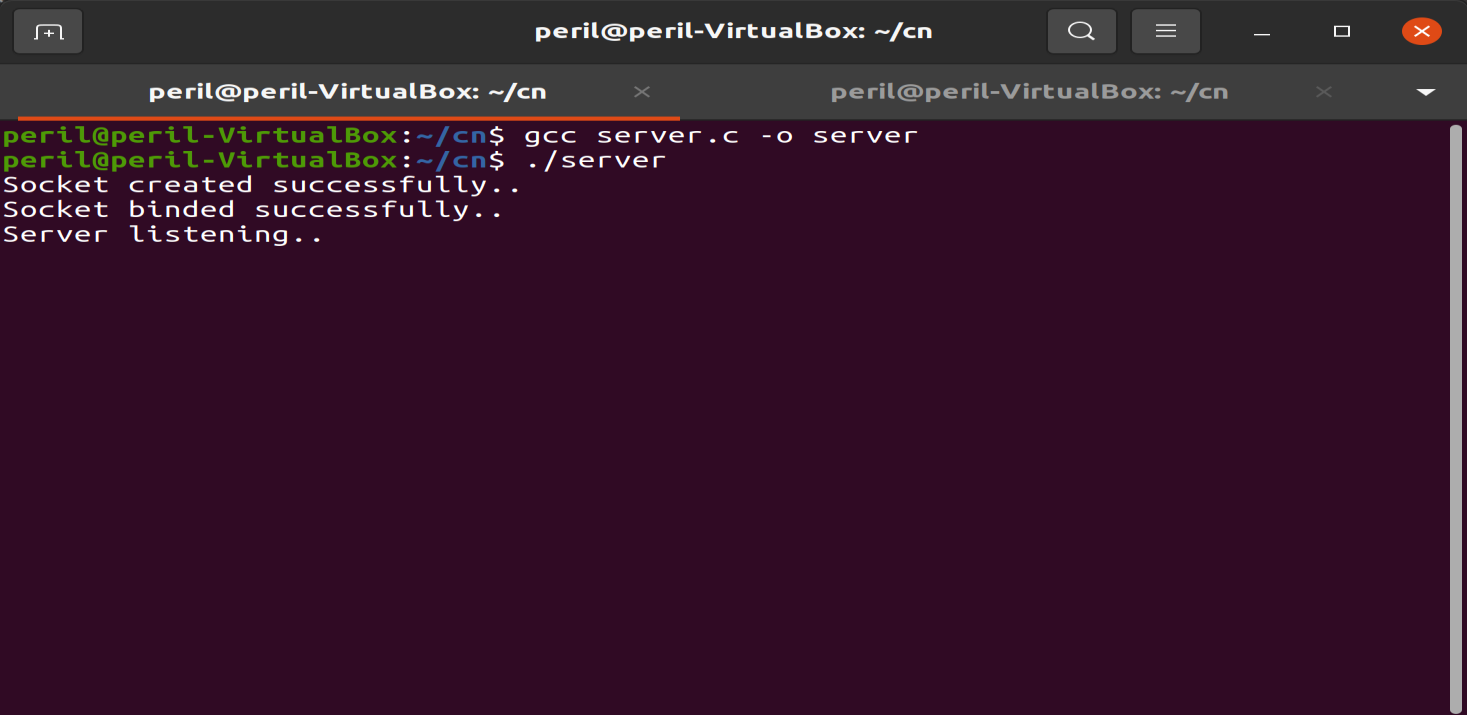 peril@peril-VirtualBox: ~/cn
peril@peril-VirtualBox: ~/cn
peril@peril-VirtualBox: ~/cn
peril@peril-VirtualBox:~/cn$ gcc server.c -o server
peril@peril-VirtualBox:~/cn$ ./server
Socket created successfully..
Socket binded successfully..
Server listening..